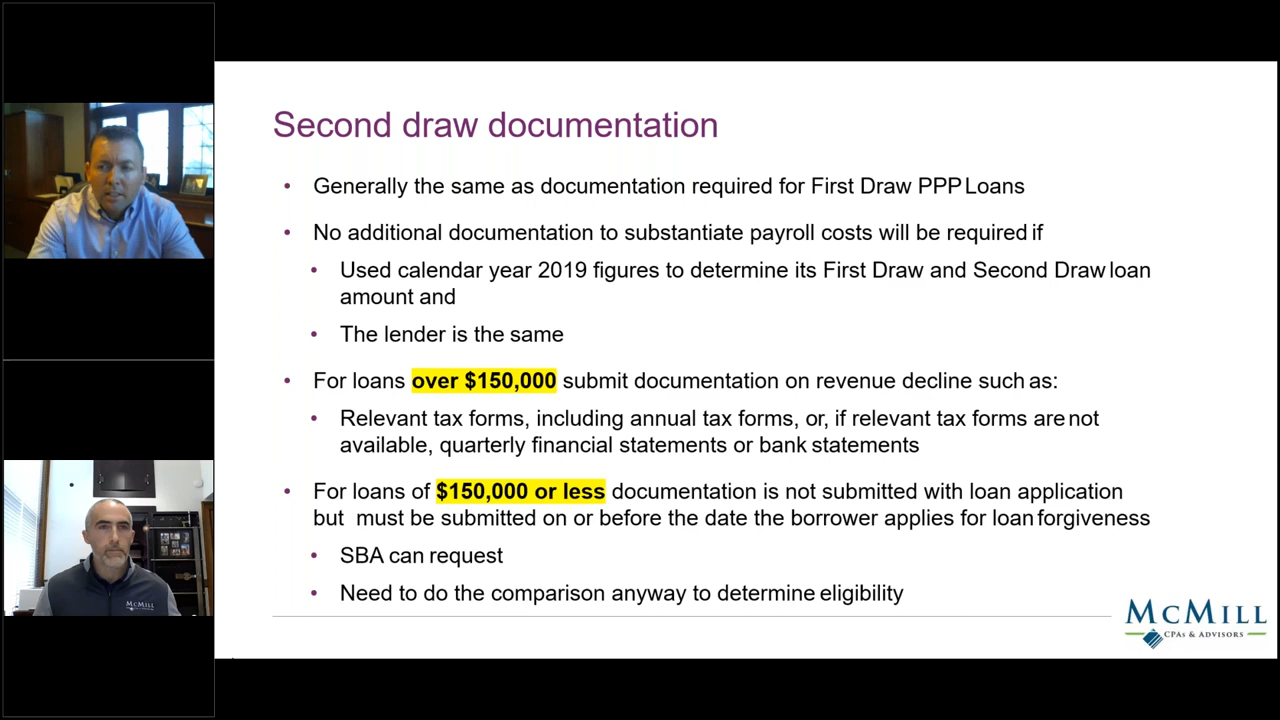 Second draw documentation
• Generally the same as documentation required for First Draw PPP Loans
• No additional documentation to substantiate payroll costs will be required if
• Used calendar year 2019 figures to determine its First Draw and Second Draw loan
amount and
• The lender is the same
• For loans over $150,000 submit documentation on revenue decline such as:
• Relevant tax forms, including annual tax forms, or, if relevant tax forms are not
available, quarterly financial statements or bank statements
• For loans of $150,000 or less documentation is not submitted with loan application
but must be submitted on or before the date the borrower applies for loan forgiveness
• SBA can request
• Need to do the comparison anyway to determine eligibility
MCMILL
CPAs & ADVISORS
MCMILL